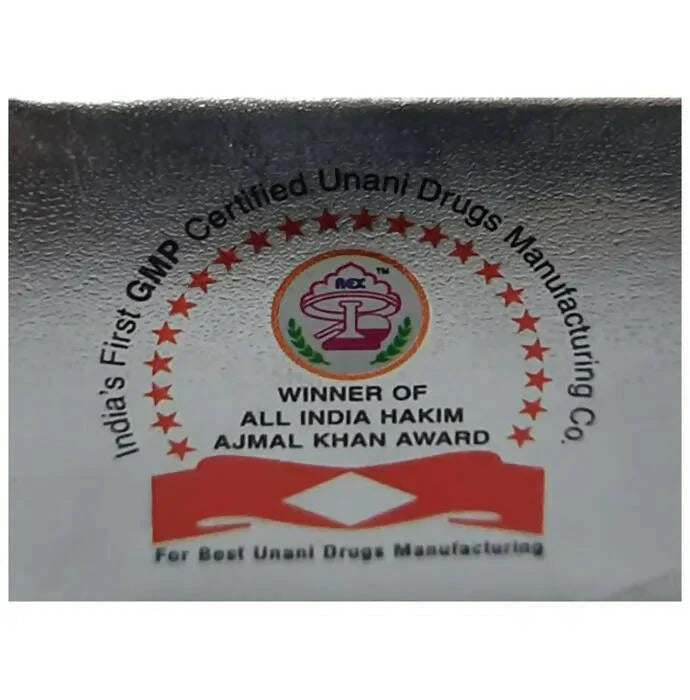 India's First GMP Certified Unani Drugs Manufacturing Co.
REX
TM
WINNER OF
ALL INDIA HAKIM
AJMAL KHAN AWARD
For Best Unani Drugs Manufacturing